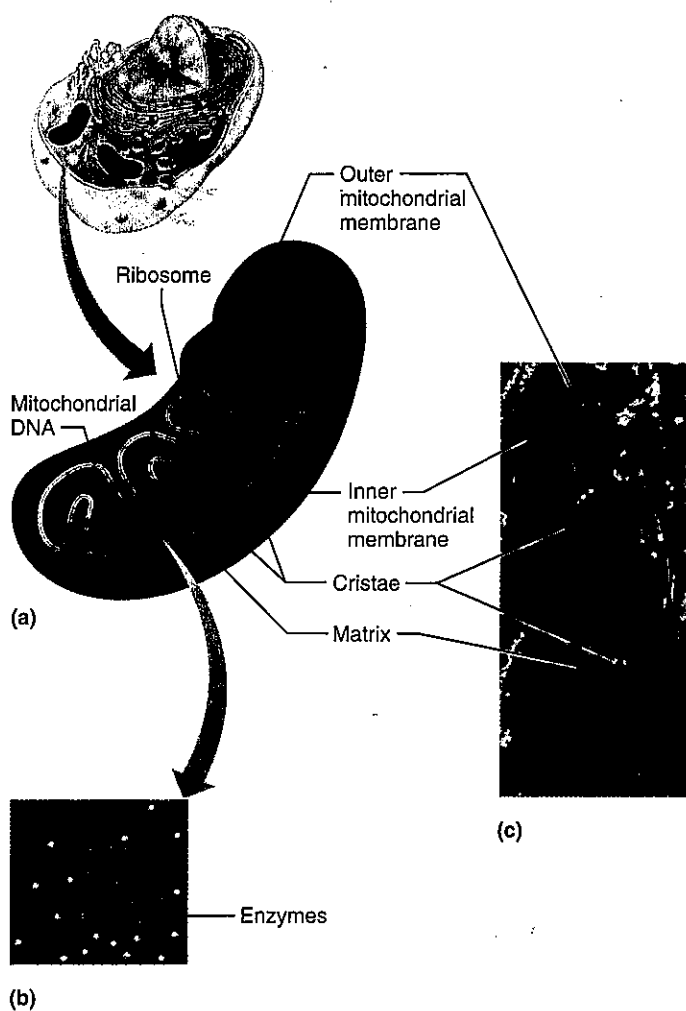 Outer
mitochondrial
membrane
Ribosome
Mitochondrial
DNA
Inner
mitochondrial
membrane
Cristae
(a)
Matrix
(c)
Enzymes
(b)